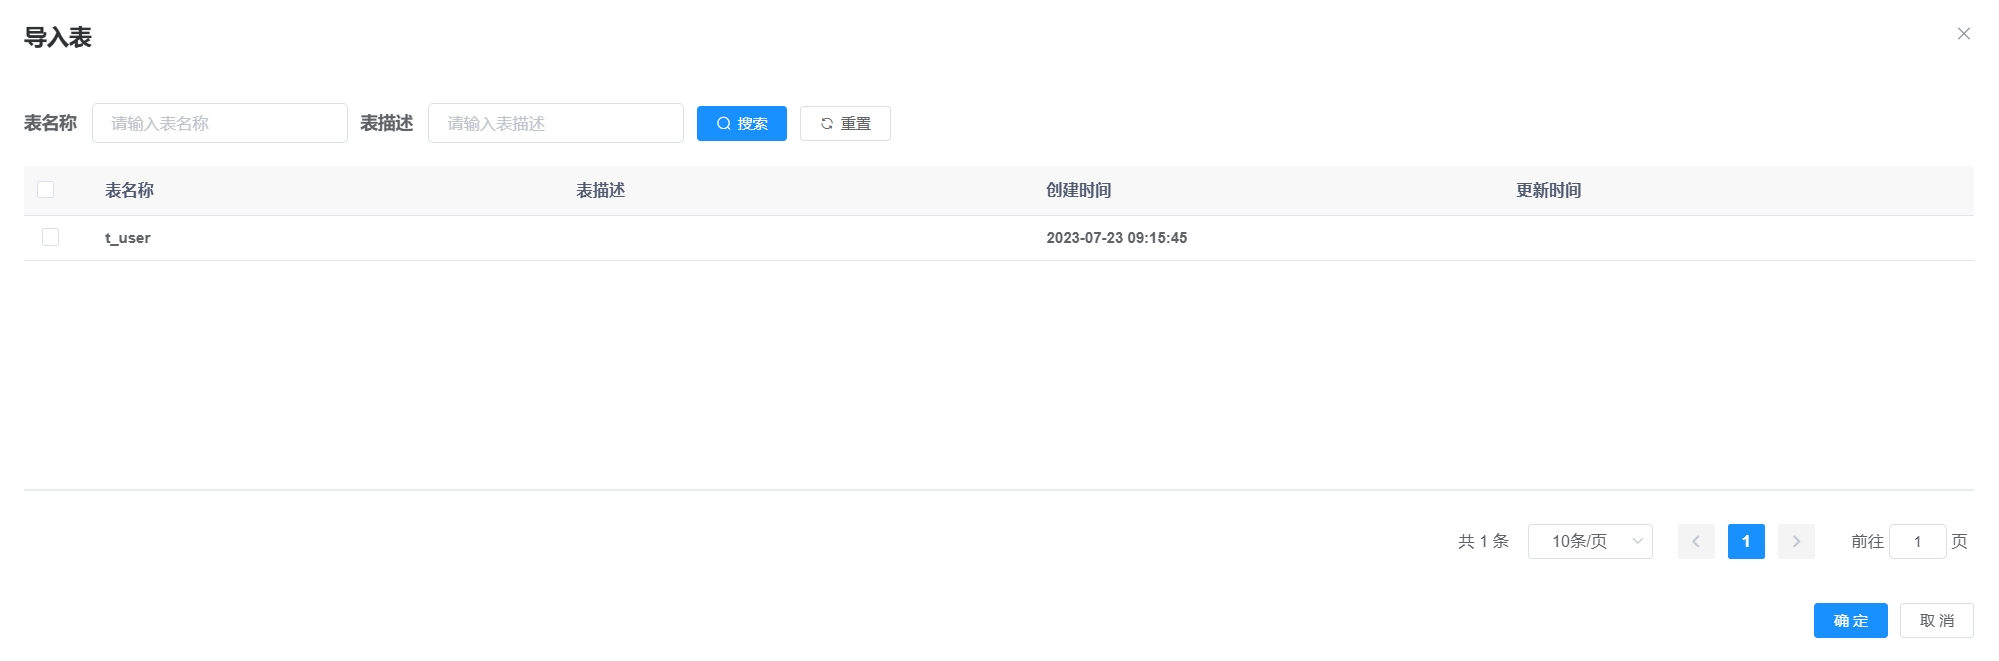 导入表
表名称 请输入表名称 表描述 请输入表描述 搜索 重置
表名称 表描述 创建时间 更新时间
t_user 2023-07-23 09:15:45
共 1 条 10条/页 1 前往 1 页
确 定 取 消